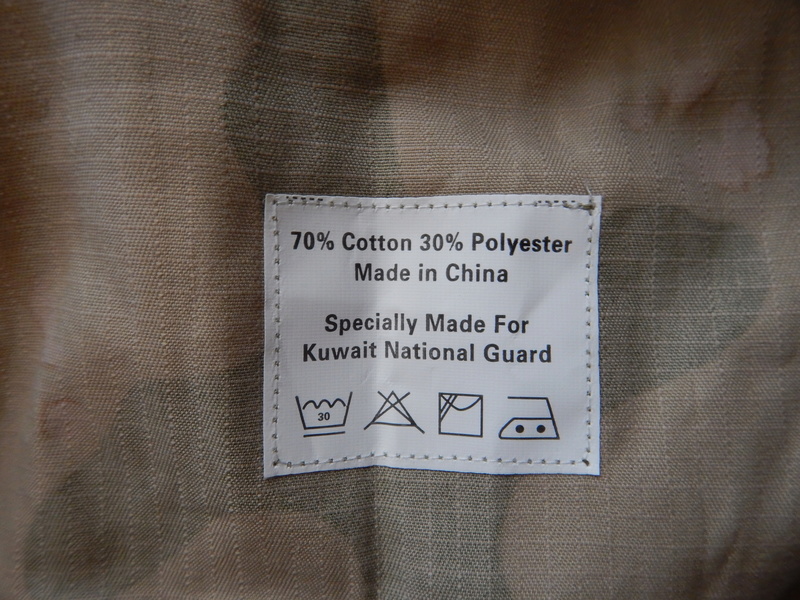 70% Cotton 30% Polyester
Made in China
Specially Made For
Kuwait National Guard
30